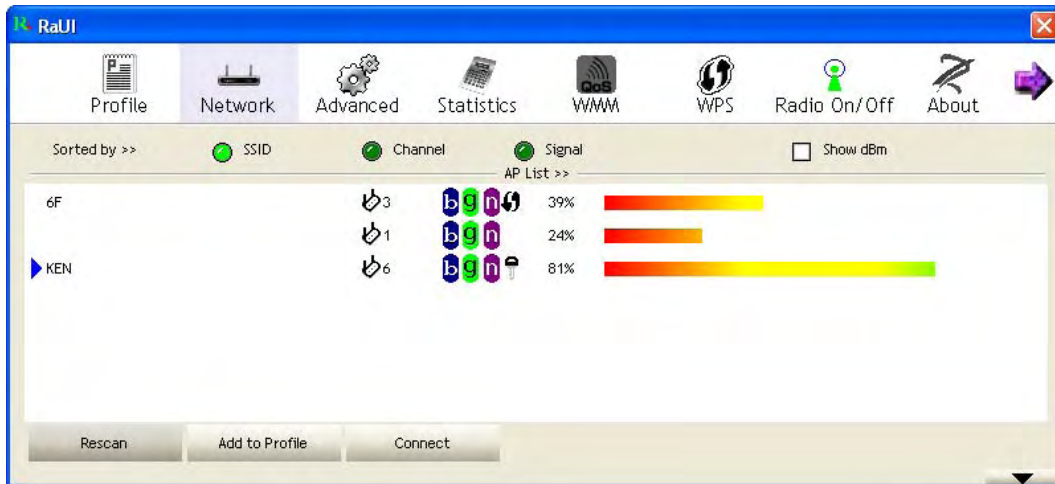 RaUI
Profile Network Advanced Statistics QoS WMM WPS Radio On/Off About
Sorted by >> SSID Channel Signal Show dBm
AP List >>
6F 3 b g n 39%
1 b g n 24%
KEN 6 b g n 81%
Rescan Add to Profile Connect